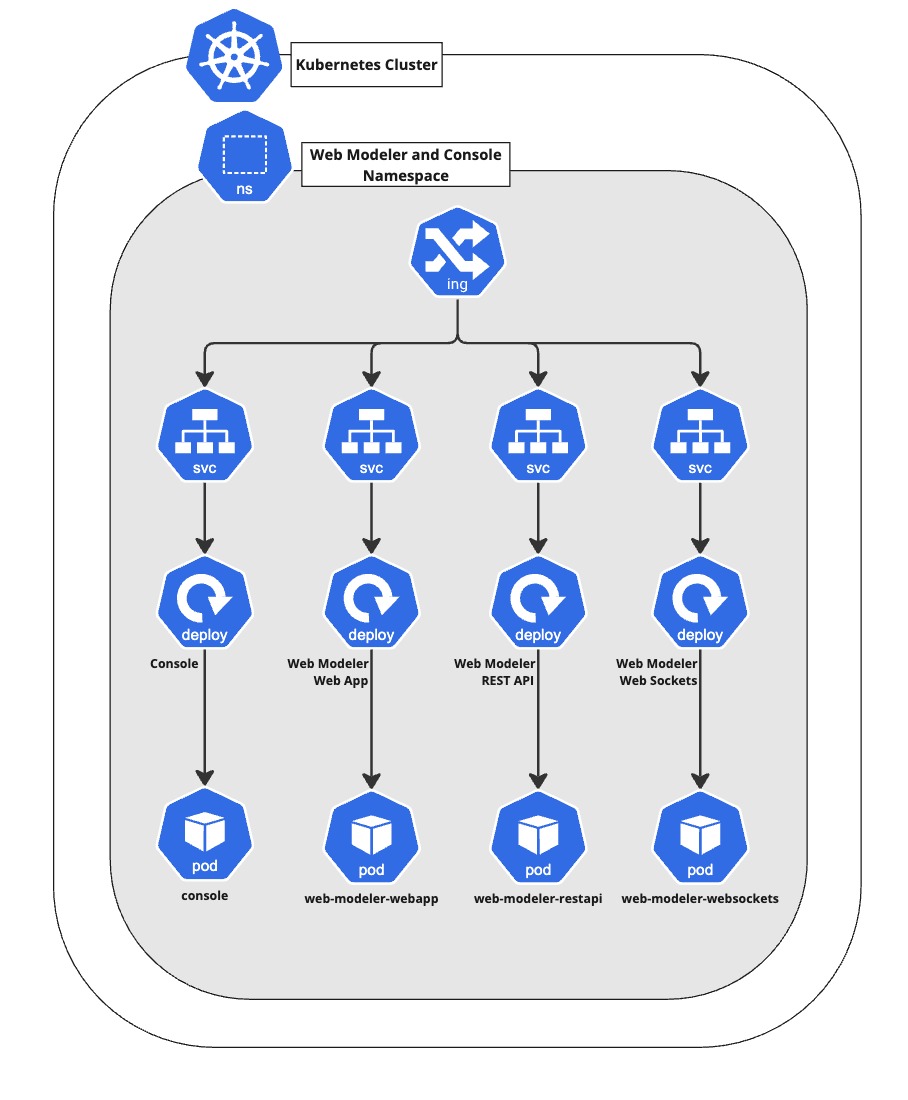 Kubernetes Cluster
Web Modeler and Console
Namespace
ns
ing
svc
svc
svc
svc
deploy
deploy
deploy
deploy
Console
Web Modeler
Web App
Web Modeler
REST API
Web Modeler
Web Sockets
pod
pod
pod
pod
console
web-modeler-webapp
web-modeler-restapi
web-modeler-websockets